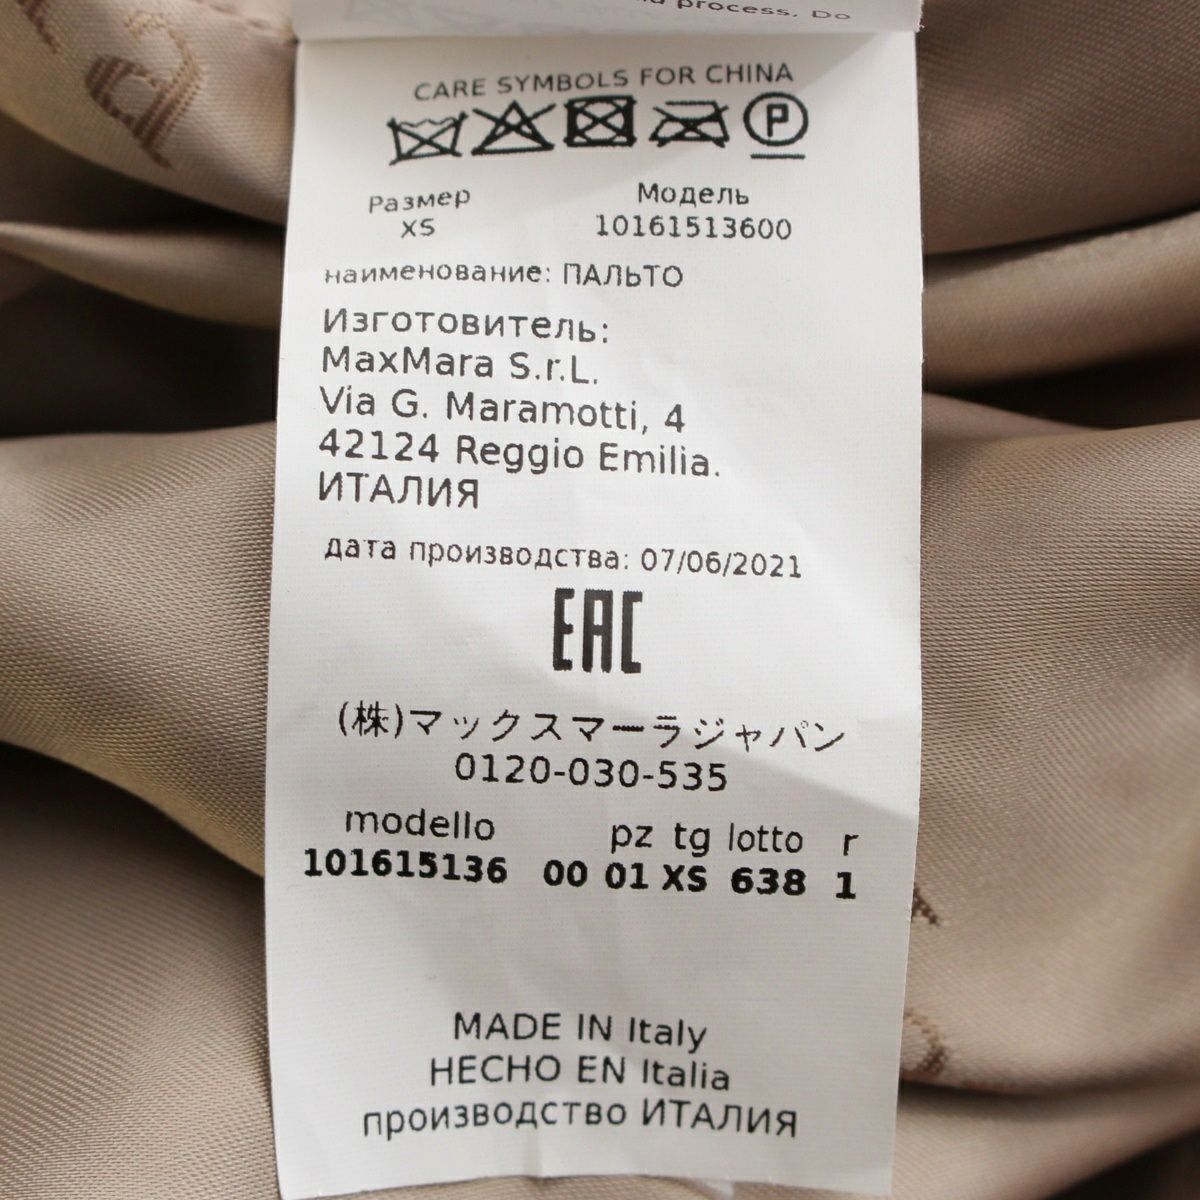 process. Do
CARE SYMBOLS FOR CHINA
P
Размер Модель
XS 10161513600
наименование: ПАЛЬТО
Изготовитель:
MaxMara S.r.L.
Via G. Maramotti, 4
42124 Reggio Emilia.
ИТАЛИЯ
дата производства: 07/06/2021
EAC
(株)マックスマーラジャパン
0120-030-535
modello pz tg lotto r
101615136 00 01 XS 638 1
MADE IN Italy
HECHO EN Italia
производство ИТАЛИЯ